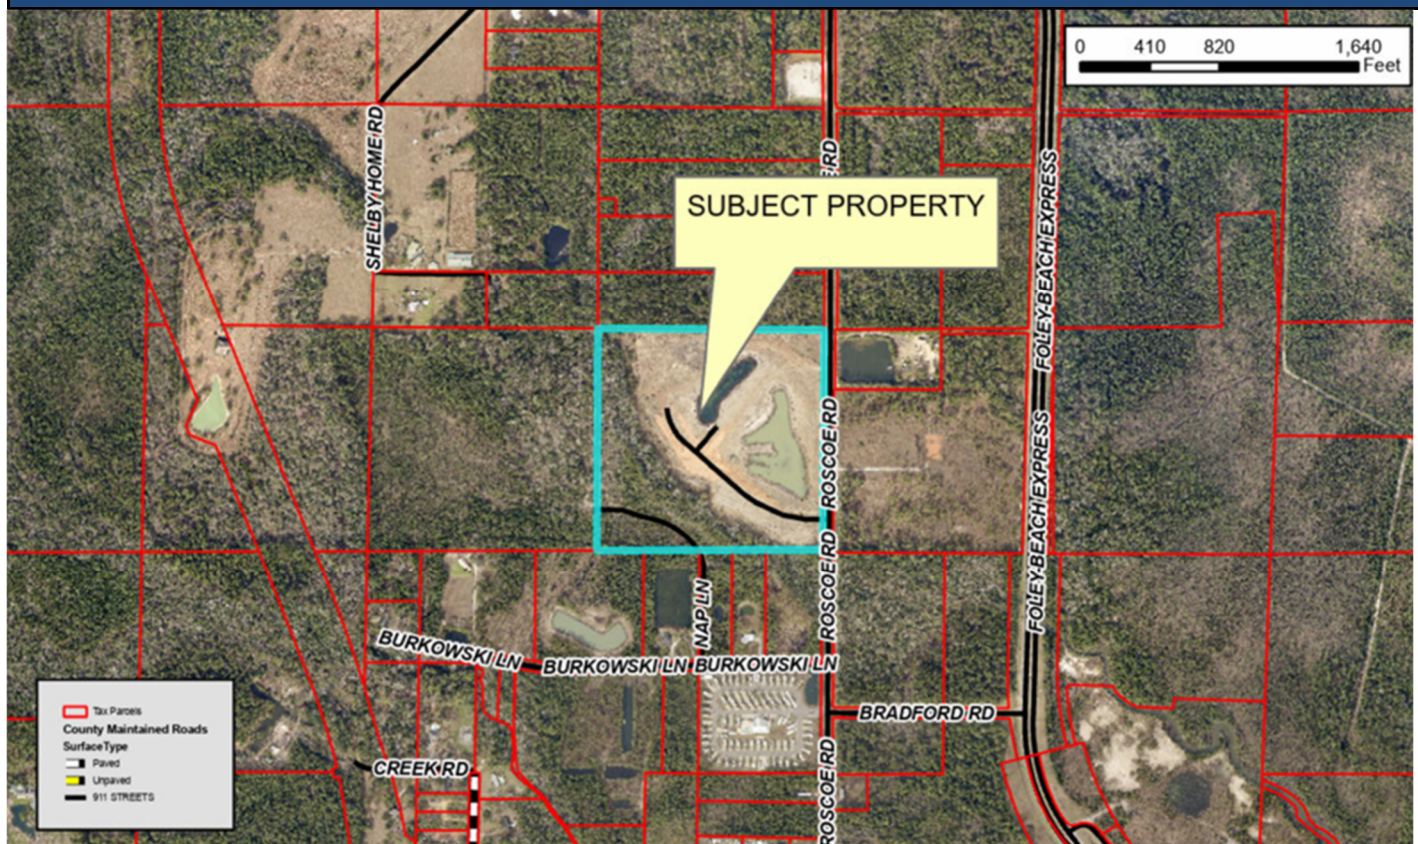 0 410 820 1,640
Feet
SHELBY HOME RD
RD
FOLEY-BEACH EXPRESS
SUBJECT PROPERTY
ROSCOE RD
FOLEY-BEACH EXPRESS
ROSCOE RD
NAP LN
BURKOWSKI LN
BURKOWSKI LN
BURKOWSKI LN
BRADFORD RD
CREEK RD
ROSCOE RD
Tax Parcels
County Maintained Roads
SurfaceType
Paved
Unpaved
911 STREETS